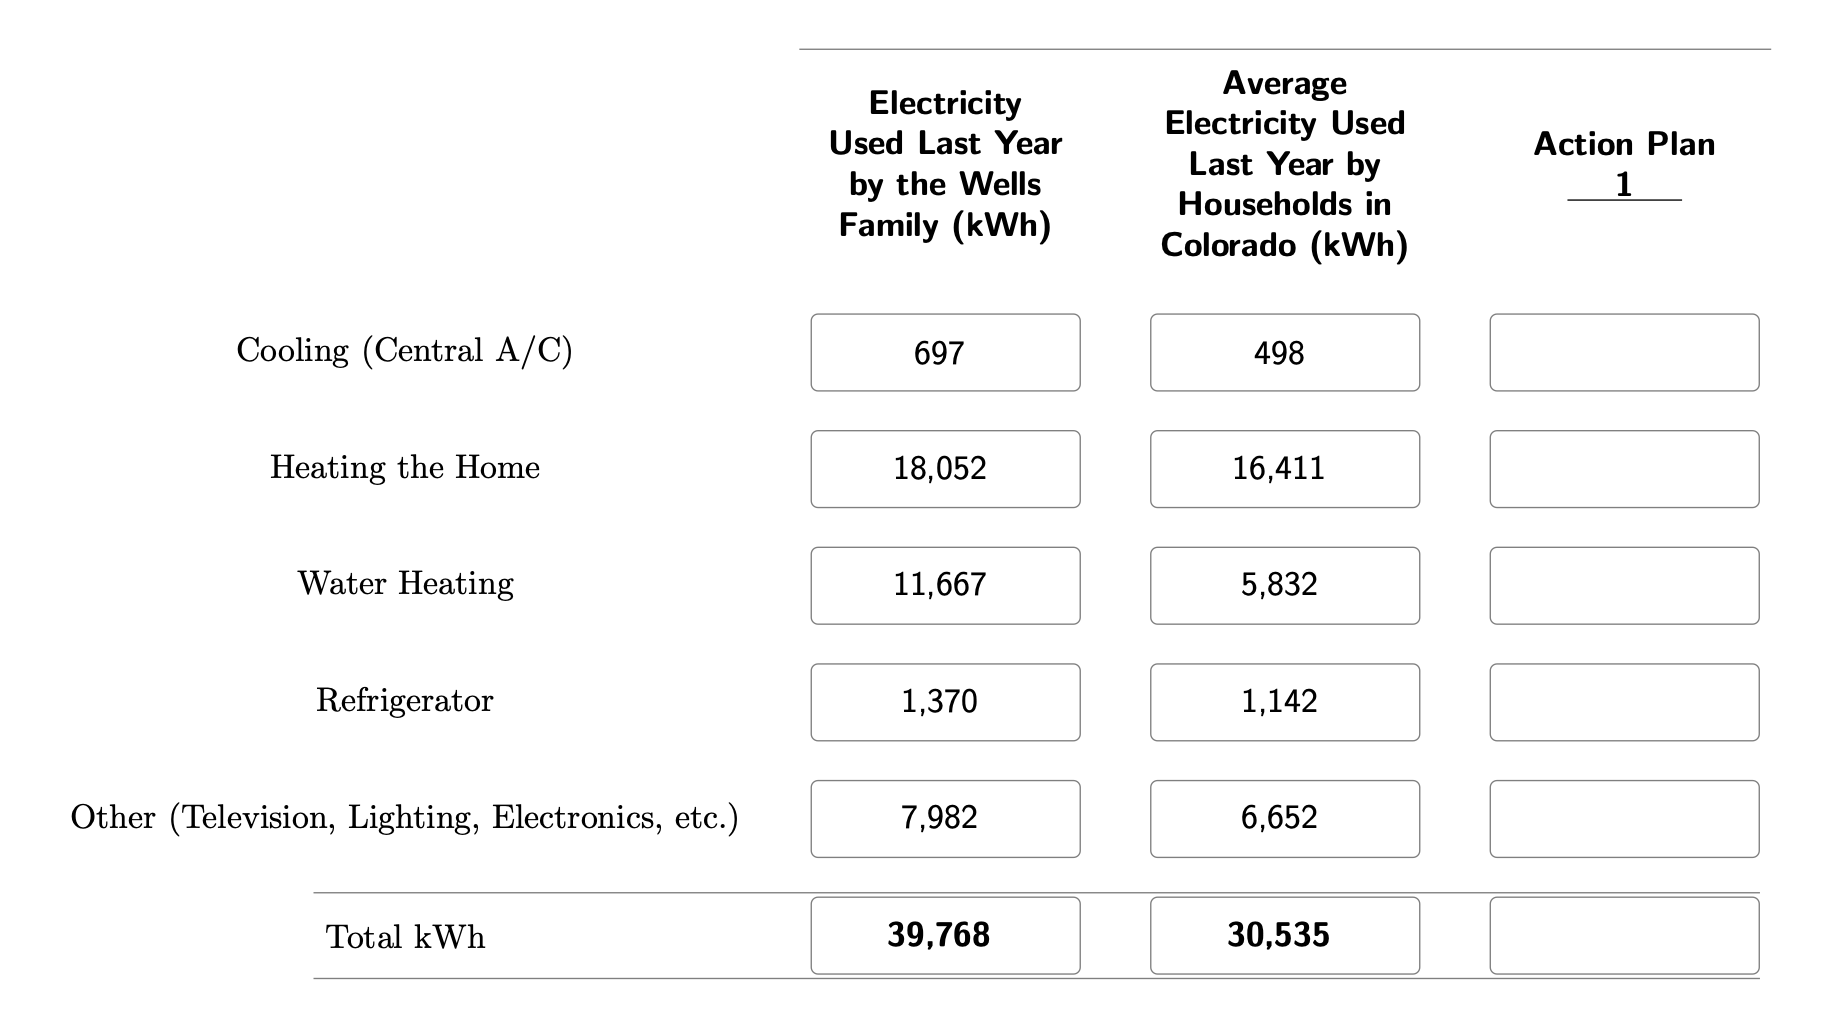 Electricity
Used Last Year
by the Wells
Family (kWh)
Average
Electricity Used
Last Year by
Households in
Colorado (kWh)
Action Plan
1
Cooling (Central A/C) 697 498
Heating the Home 18,052 16,411
Water Heating 11,667 5,832
Refrigerator 1,370 1,142
Other (Television, Lighting, Electronics, etc.) 7,982 6,652
Total kWh 39,768 30,535